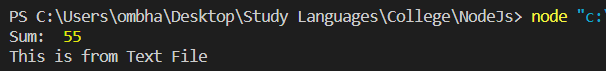 PS C:\Users\ombha\Desktop\Study Languages\College\NodeJs> node "c:\
Sum:  55
This is from Text File